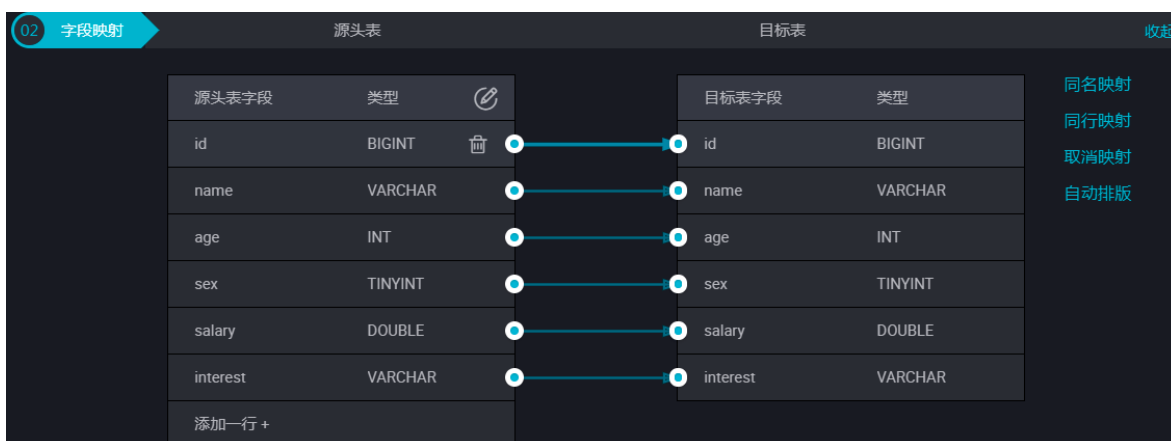 02 字段映射 源头表 目标表 收起
源头表字段 类型 目标表字段 类型 同名映射
同行映射
id BIGINT id BIGINT
取消映射
name VARCHAR name VARCHAR 自动排版
age INT age INT
sex TINYINT sex TINYINT
salary DOUBLE salary DOUBLE
interest VARCHAR interest VARCHAR
添加一行 +